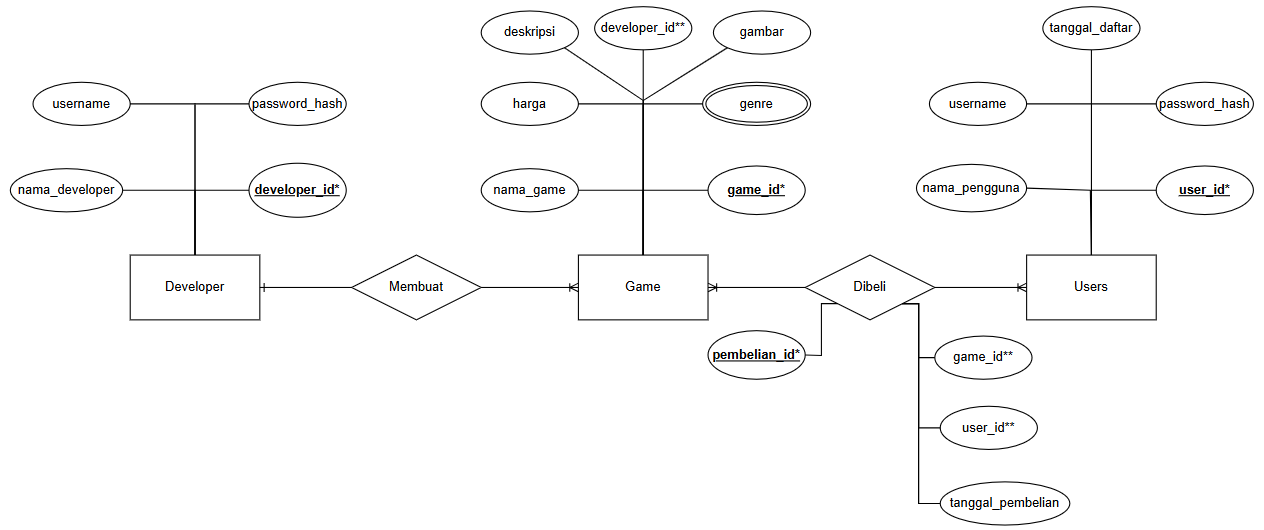 deskripsi
developer_id**
gambar
tanggal_daftar
username
password_hash
harga
genre
username
password_hash
nama_developer
developer_id*
nama_game
game_id*
nama_pengguna
user_id*
Developer
Membuat
Game
Dibeli
Users
pembelian_id*
game_id**
user_id**
tanggal_pembelian